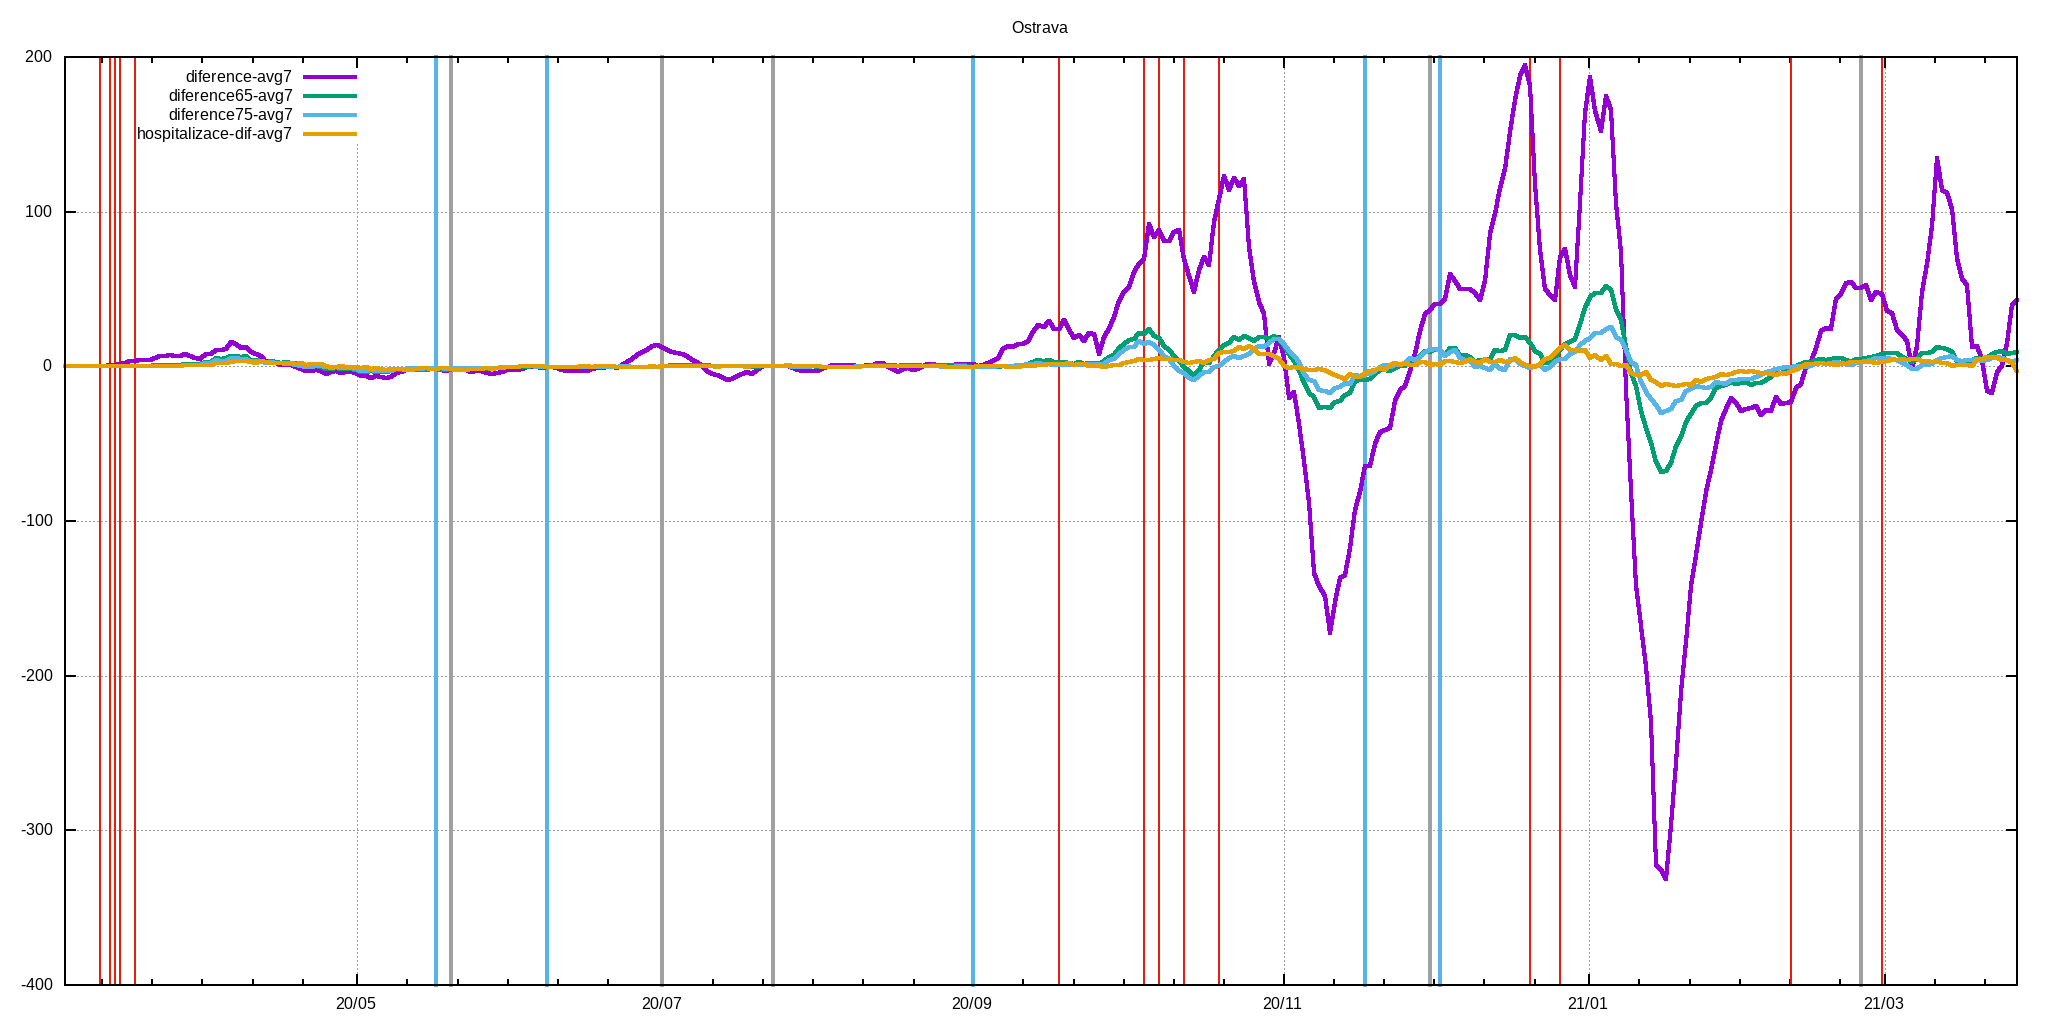 Ostrava
200
100
0
-100
-200
-300
-400
diference-avg7
diference65-avg7
diference75-avg7
hospitalizace-dif-avg7
20/05
20/07
20/09
20/11
21/01
21/03